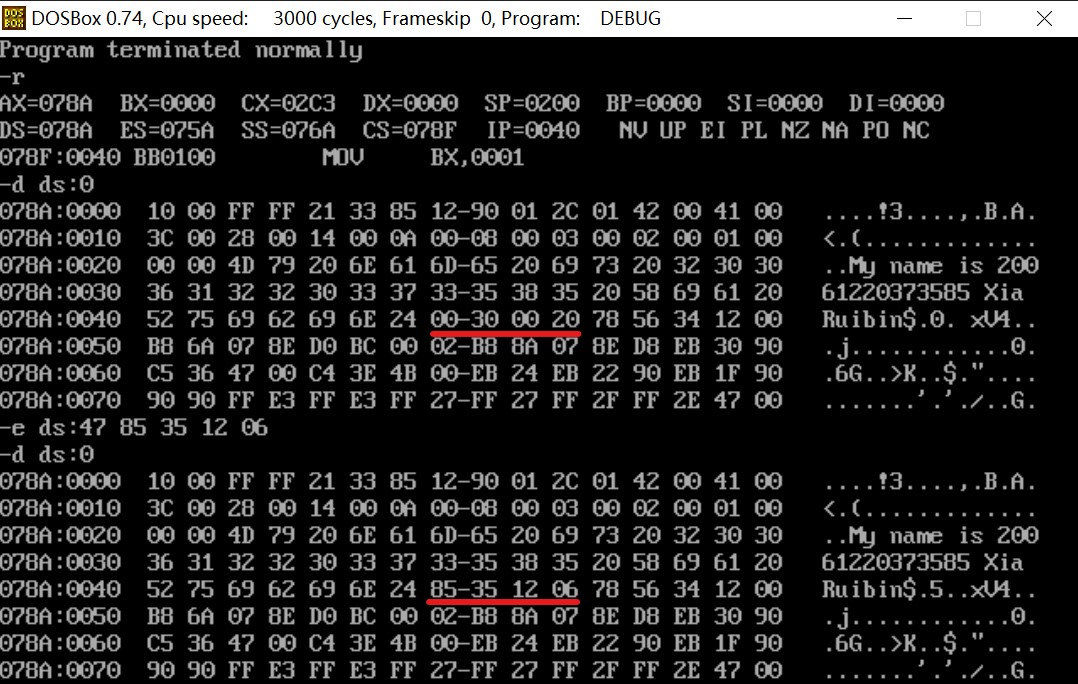 DOS BOX DOSBox 0.74, Cpu speed: 3000 cycles, Frameskip 0, Program: DEBUG
Program terminated normally
-r
AX=078A BX=0000 CX=02C3 DX=0000 SP=0200 BP=0000 SI=0000 DI=0000
DS=078A ES=075A SS=076A CS=078F IP=0040 NV UP EI PL NZ NA PO NC
078F:0040 BB0100 MOV BX,0001
-d ds:0
078A:0000 10 00 FF FF 21 33 85 12-90 01 2C 01 42 00 41 00 ....!3....,.B.A.
078A:0010 3C 00 28 00 14 00 0A 00-08 00 03 00 02 00 01 00 <.(.............
078A:0020 00 00 4D 79 20 6E 61 6D-65 20 69 73 20 32 30 30 ..My name is 200
078A:0030 36 31 32 32 30 33 37 33-35 38 35 20 58 69 61 20 61220373585 Xia
078A:0040 52 75 69 62 69 6E 24 00-30 00 20 78 56 34 12 00 Ruibin$.0. xV4..
078A:0050 B8 6A 07 8E D0 BC 00 02-B8 8A 07 8E D8 EB 30 90 .j............0.
078A:0060 C5 36 47 00 C4 3E 4B 00-EB 24 EB 22 90 EB 1F 90 .6G..>K..$."....
078A:0070 90 90 FF E3 FF E3 FF 27-FF 27 FF 2F FF 2E 47 00 .......'.'./..G.
-e ds:47 85 35 12 06
-d ds:0
078A:0000 10 00 FF FF 21 33 85 12-90 01 2C 01 42 00 41 00 ....!3....,.B.A.
078A:0010 3C 00 28 00 14 00 0A 00-08 00 03 00 02 00 01 00 <.(.............
078A:0020 00 00 4D 79 20 6E 61 6D-65 20 69 73 20 32 30 30 ..My name is 200
078A:0030 36 31 32 32 30 33 37 33-35 38 35 20 58 69 61 20 61220373585 Xia
078A:0040 52 75 69 62 69 6E 24 85-35 12 06 78 56 34 12 00 Ruibin$.5..xV4..
078A:0050 B8 6A 07 8E D0 BC 00 02-B8 8A 07 8E D8 EB 30 90 .j............0.
078A:0060 C5 36 47 00 C4 3E 4B 00-EB 24 EB 22 90 EB 1F 90 .6G..>K..$."....
078A:0070 90 90 FF E3 FF E3 FF 27-FF 27 FF 2F FF 2E 47 00 .......'.'./..G.